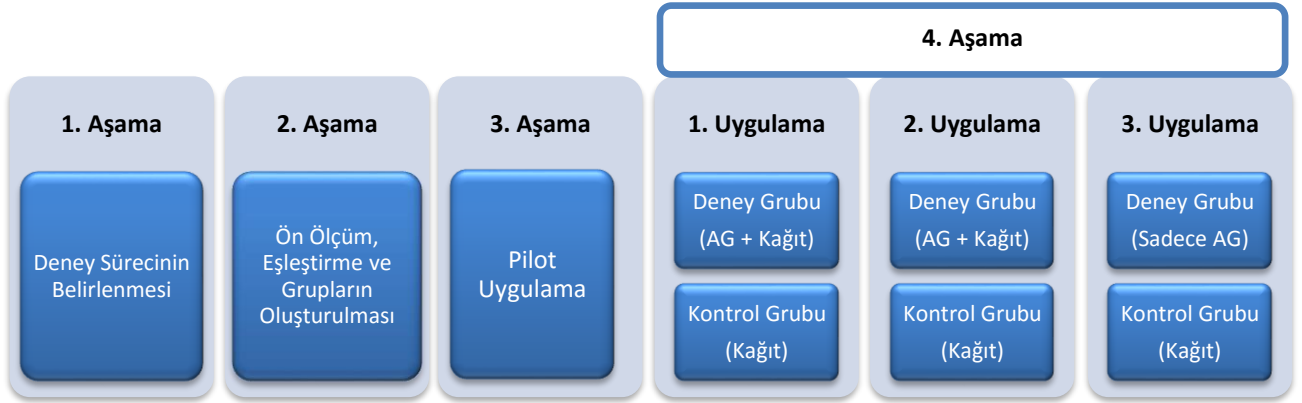 4. Aşama
1. Aşama
2. Aşama
3. Aşama
1. Uygulama
2. Uygulama
3. Uygulama
Deney Sürecinin
Belirlenmesi
Ön Ölçüm,
Eşleştirme ve
Grupların
Oluşturulması
Pilot
Uygulama
Deney Grubu
(AG + Kağıt)
Kontrol Grubu
(Kağıt)
Deney Grubu
(AG + Kağıt)
Kontrol Grubu
(Kağıt)
Deney Grubu
(Sadece AG)
Kontrol Grubu
(Kağıt)